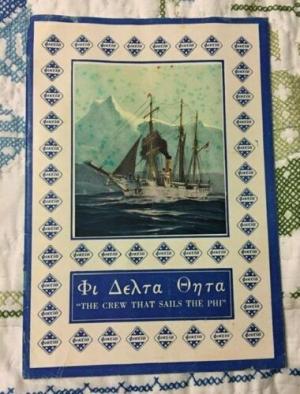 Φι Δελτα Θητα
"THE CREW THAT SAILS THE PHI"